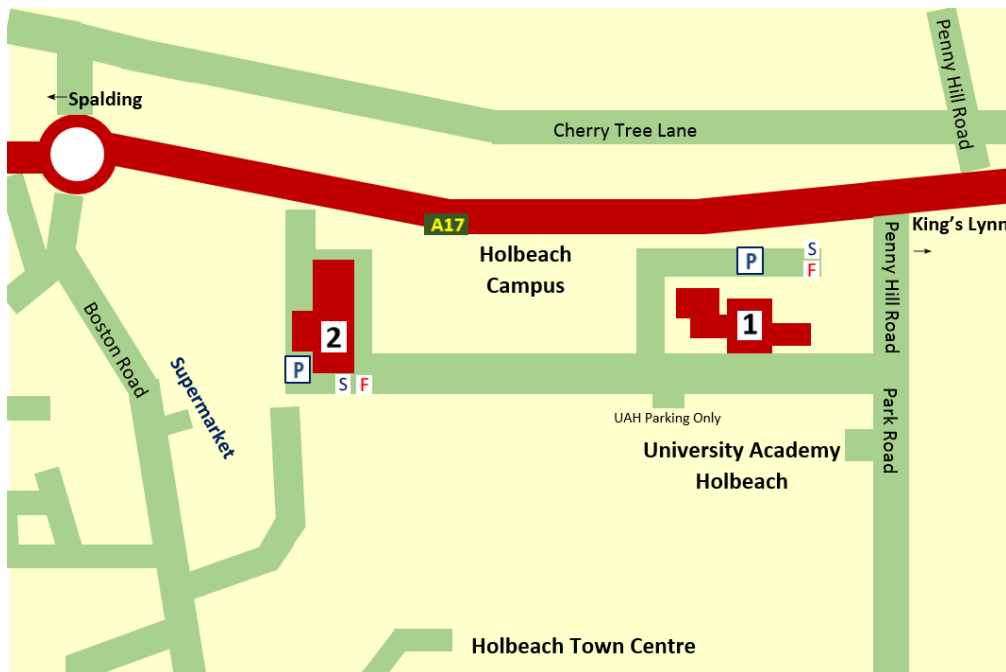 Penny Hill Road
←Spalding
Cherry Tree Lane
A17
King's Lynn
→
Holbeach
Campus
S
P
F
Penny Hill Road
1
2
Boston Road
Supermarket
P
S F
Park Road
UAH Parking Only
University Academy
Holbeach
Holbeach Town Centre